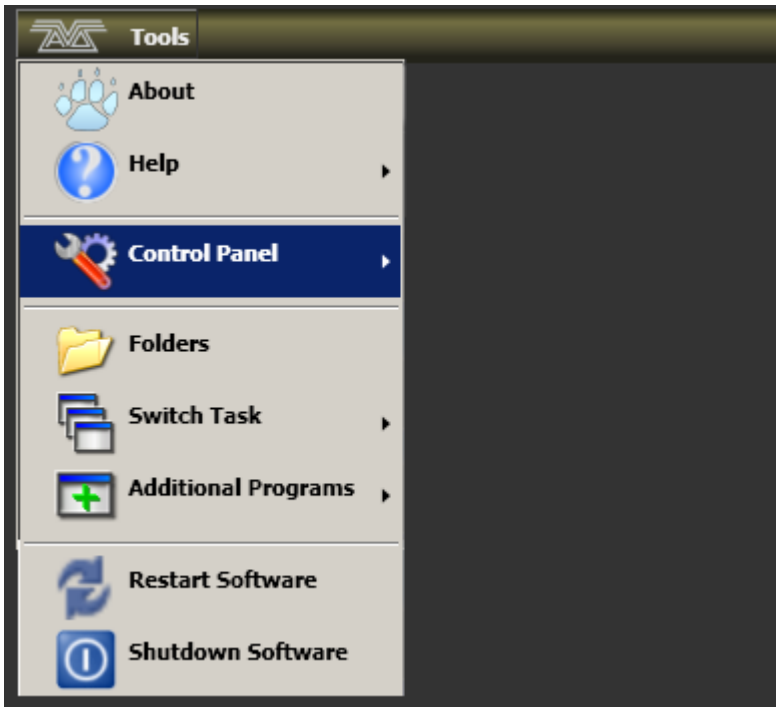 Tools
About
Help
Control Panel
Folders
Switch Task
Additional Programs
Restart Software
Shutdown Software